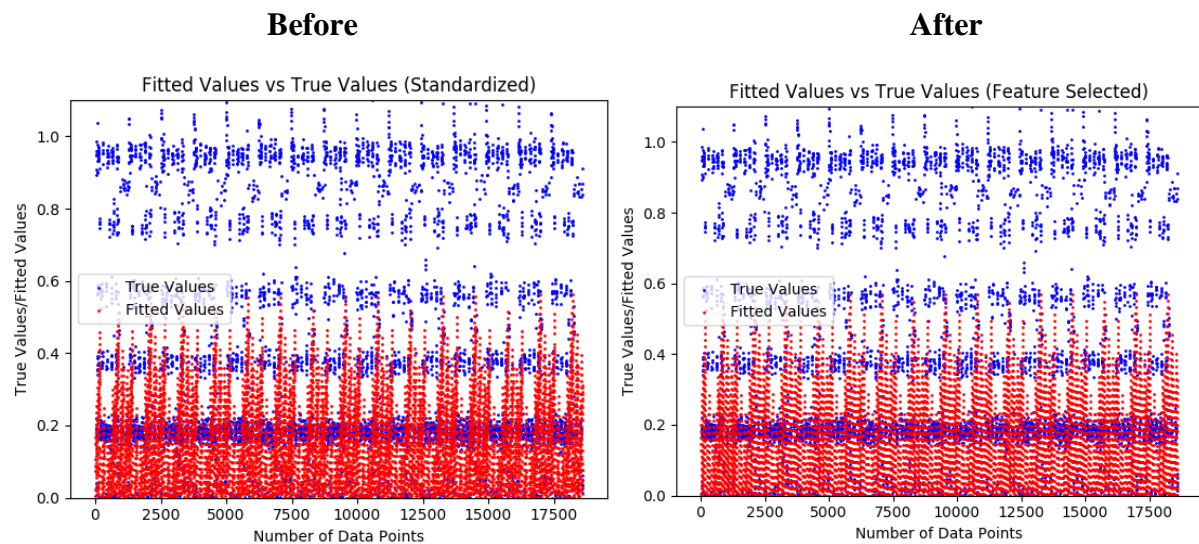 Before
After
Fitted Values vs True Values (Standardized)
1.0
0.8
0.6
0.4
0.2
0.0
True Values/Fitted Values
True Values
Fitted Values
0 2500 5000 7500 10000 12500 15000 17500
Number of Data Points
Fitted Values vs True Values (Feature Selected)
1.0
0.8
0.6
0.4
0.2
0.0
True Values/Fitted Values
True Values
Fitted Values
0 2500 5000 7500 10000 12500 15000 17500
Number of Data Points